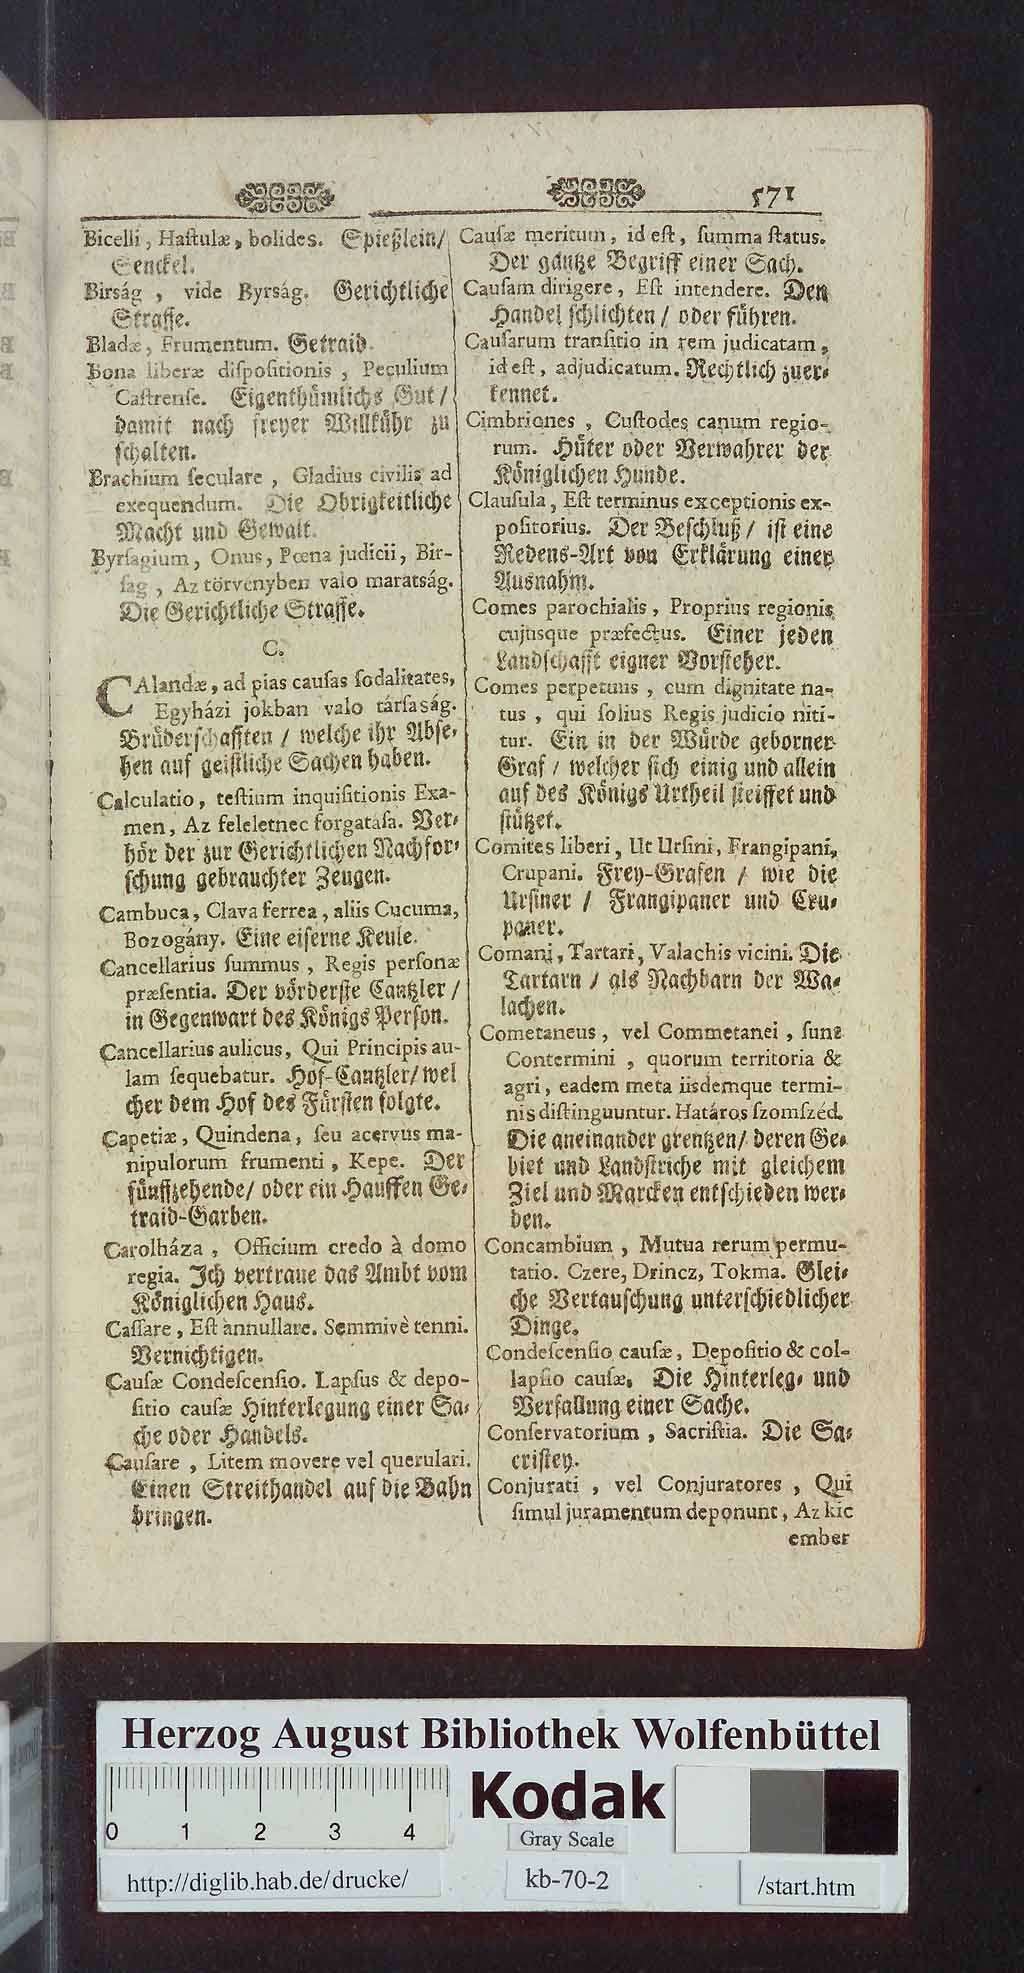 571
Bicelli, Haſtulæ, bolides. Spießlein/
Senckel.
Birság, vide Byrság. Gerichtliche
Straſſe.
Bladæ, Frumentum. Getraid.
Bona liberæ diſpoſitionis, Peculium
Caſtrenſe. Eigenthümlichs Gut/
damit nach freyer Willkühr zu
ſchalten.
Brachium ſeculare, Gladius civilis ad
exequendum. Die Obrigkeitliche
Macht und Gewalt.
Byrſagium, Onus, Pœna judicii, Bir-
ſag, Az törvenyben valo maratság.
Die Gerichtliche Straſſe.
C.
CAlandæ, ad pias cauſas ſodalitates,
Egyházi jokban valo társaság.
Brüderſchafften / welche ihr Abſe-
hen auf geiſtliche Sachen haben.
Calculatio, teſtium inquiſitionis Exa-
men, Az feleletnec forgatáſa. Ver-
hör der zur Gerichtlichen Nachfor-
ſchung gebrauchter Zeugen.
Cambuca, Clava ferrea, aliis Cucuma,
Bozogány. Eine eiſerne Keule.
Cancellarius ſummus, Regis perſonæ
præſentia. Der vörderſte Cantzler /
in Gegenwart des Königs Perſon.
Cancellarius aulicus, Qui Principis au-
lam ſequebatur. Hof-Cantzler/ wel
cher dem Hof des Fürſten folgte.
Capetiæ, Quindena, ſeu acervus ma-
nipulorum frumenti, Kepe. Der
fünffzehende/ oder ein Hauffen Ge-
traid-Garben.
Carolháza, Officium credo à domo
regia. Ich vertraue das Ambt vom
Königlichen Haus.
Caſſare, Eſt annullare. Semmivè tenni.
Vernichtigen.
Cauſæ Condeſcenſio. Lapſus & depo-
ſitio cauſæ Hinterlegung einer Sa-
che oder Handels.
Cauſare, Litem movere vel querulari.
Einen Streithandel auf die Bahn
bringen.
Cauſæ meritum, id eſt, ſumma ſtatus.
Der gäntze Begriff einer Sach.
Cauſam dirigere, Eſt intendere. Den
Handel ſchlichten / oder führen.
Cauſarum tranſitio in rem judicatam,
id eſt, adjudicatum. Rechtlich zuer-
kennet.
Cimbriones, Cuſtodes canum regio-
rum. Hüter oder Verwahrer der
Königlichen Hunde.
Clauſula, Eſt terminus exceptionis ex-
poſitorius. Der Beſchluß / iſt eine
Redens-Art von Erklärung einer
Ausnahm.
Comes parochialis, Proprius regionis
cujusque præfectus. Einer jeden
Landſchafft eigner Vorſteher.
Comes perpetuus, cum dignitate na-
tus, qui ſolius Regis judicio niti-
tur. Ein in der Würde geborner
Graf / welcher ſich einig und allein
auf des Königs Urtheil ſteiffet und
ſtützet.
Comites liberi, Ut Urſini, Frangipani,
Crupani. Frey-Grafen / wie die
Urſiner / Frangipaner und Cru-
paner.
Comani, Tartari, Valachis vicini. Die
Tartarn / als Nachbarn der Wa-
lachen.
Cometaneus, vel Commetanei, ſunt
Contermini, quorum territoria &
agri, eadem meta iisdemque termi-
nis diſtinguuntur. Határos ſzomſzéd.
Die aneinander grentzen/ deren Ge-
biet und Landſtriche mit gleichem
Ziel und Marcken entſchieden wer-
den.
Concambium, Mutua rerum permu-
tatio. Czere, Drincz, Tokma. Glei-
che Vertauſchung unterſchiedlicher
Dinge.
Condeſcenſio cauſæ, Depoſitio & col-
lapſio cauſæ. Die Hinterleg- und
Verfallung einer Sache.
Conſervatorium, Sacriſtia. Die Sa-
criſtey.
Conjurati, vel Conjuratores, Qui
ſimul juramentum deponunt, Az kic
ember
Herzog August Bibliothek Wolfenbüttel
0 1 2 3 4
Kodak
Gray Scale
http://diglib.hab.de/drucke/
kb-70-2
/start.htm